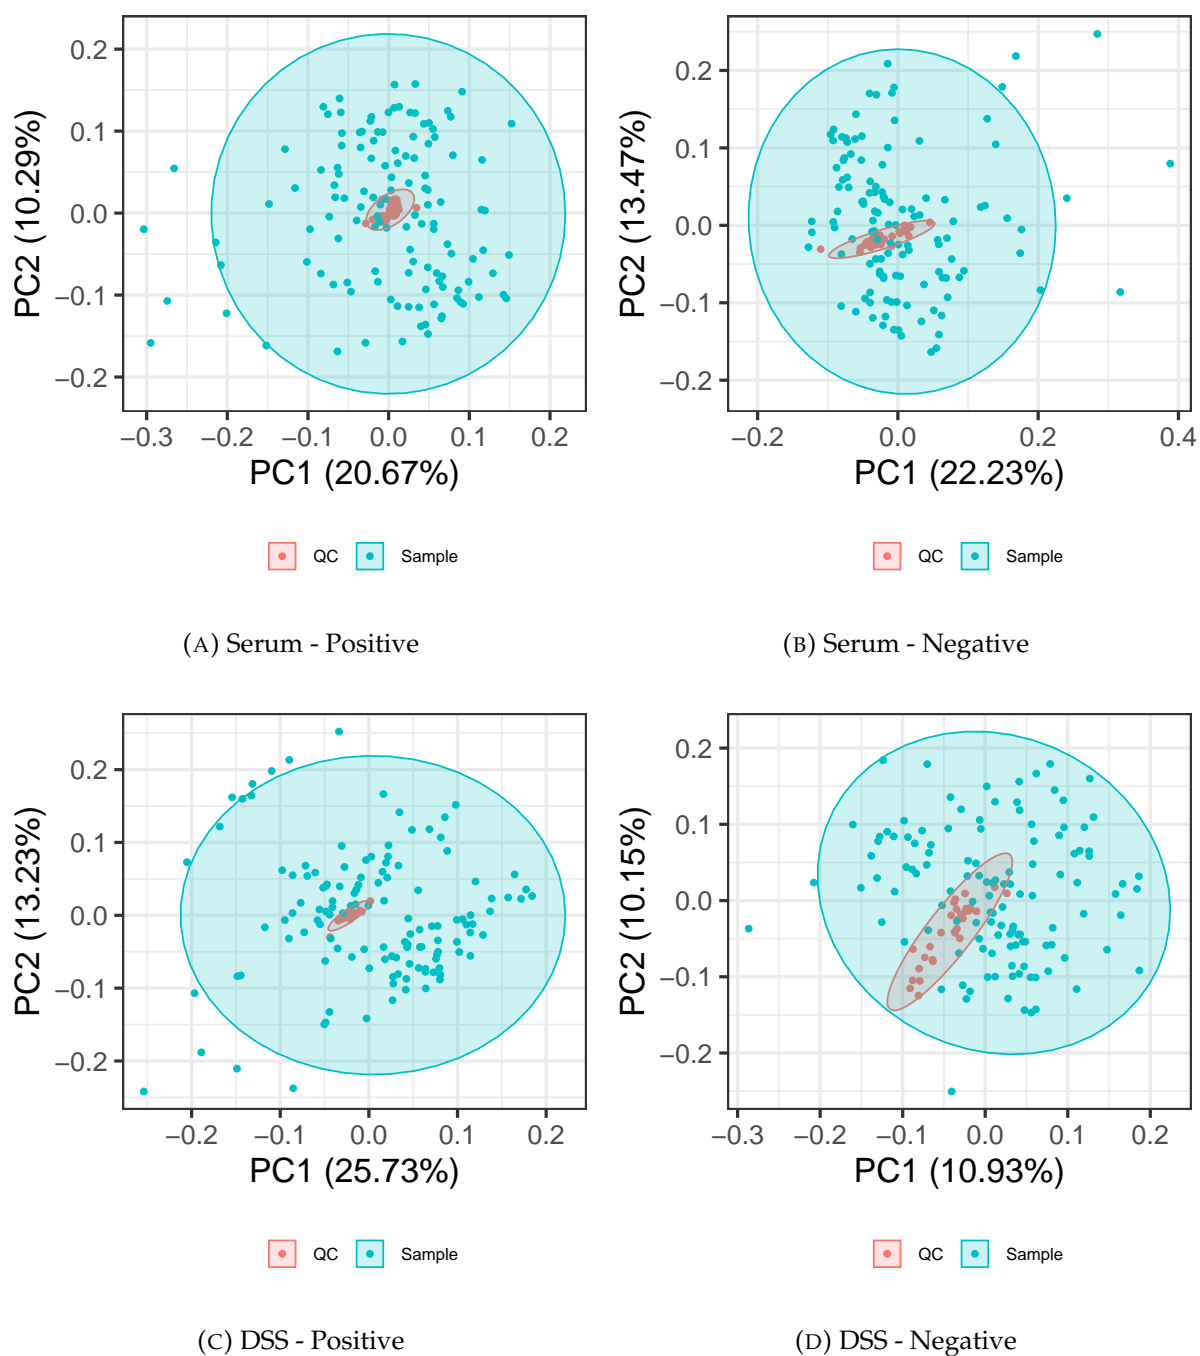 PC2 (10.29%)
0.2
0.1
0.0
−0.1
−0.2
−0.3 −0.2 −0.1 0.0 0.1 0.2
PC1 (20.67%)
QC Sample
(A) Serum - Positive
PC2 (13.47%)
0.2
0.1
0.0
−0.1
−0.2
−0.2 0.0 0.2 0.4
PC1 (22.23%)
QC Sample
(B) Serum - Negative
PC2 (13.23%)
0.2
0.1
0.0
−0.1
−0.2
−0.2 −0.1 0.0 0.1 0.2
PC1 (25.73%)
QC Sample
(C) DSS - Positive
PC2 (10.15%)
0.2
0.1
0.0
−0.1
−0.2
−0.3 −0.2 −0.1 0.0 0.1 0.2
PC1 (10.93%)
QC Sample
(D) DSS - Negative